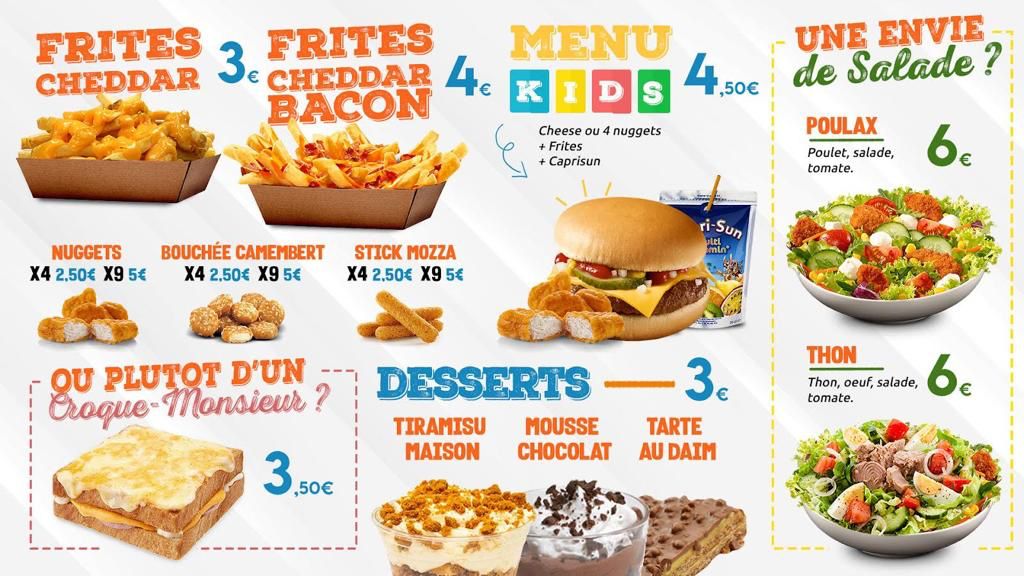 FRITES
CHEDDAR
3€
FRITES
CHEDDAR
BACON
4€
MENU
KIDS
4,50€
Cheese ou 4 nuggets
+ Frites
+ Caprisun
ri-Sun
NUGGETS
X4 2,50€ X9 5€
BOUCHÉE CAMEMBERT
X4 2,50€ X9 5€
STICK MOZZA
X4 2,50€ X9 5€
OU PLUTOT D'UN
Croque-Monsieur ?
3,50€
DESSERTS
3€
TIRAMISU
MAISON
MOUSSE
CHOCOLAT
TARTE
AU DAIM
UNE ENVIE
de Salade ?
POULAX
6€
Poulet, salade,
tomate.
THON
6€
Thon, oeuf, salade,
tomate.